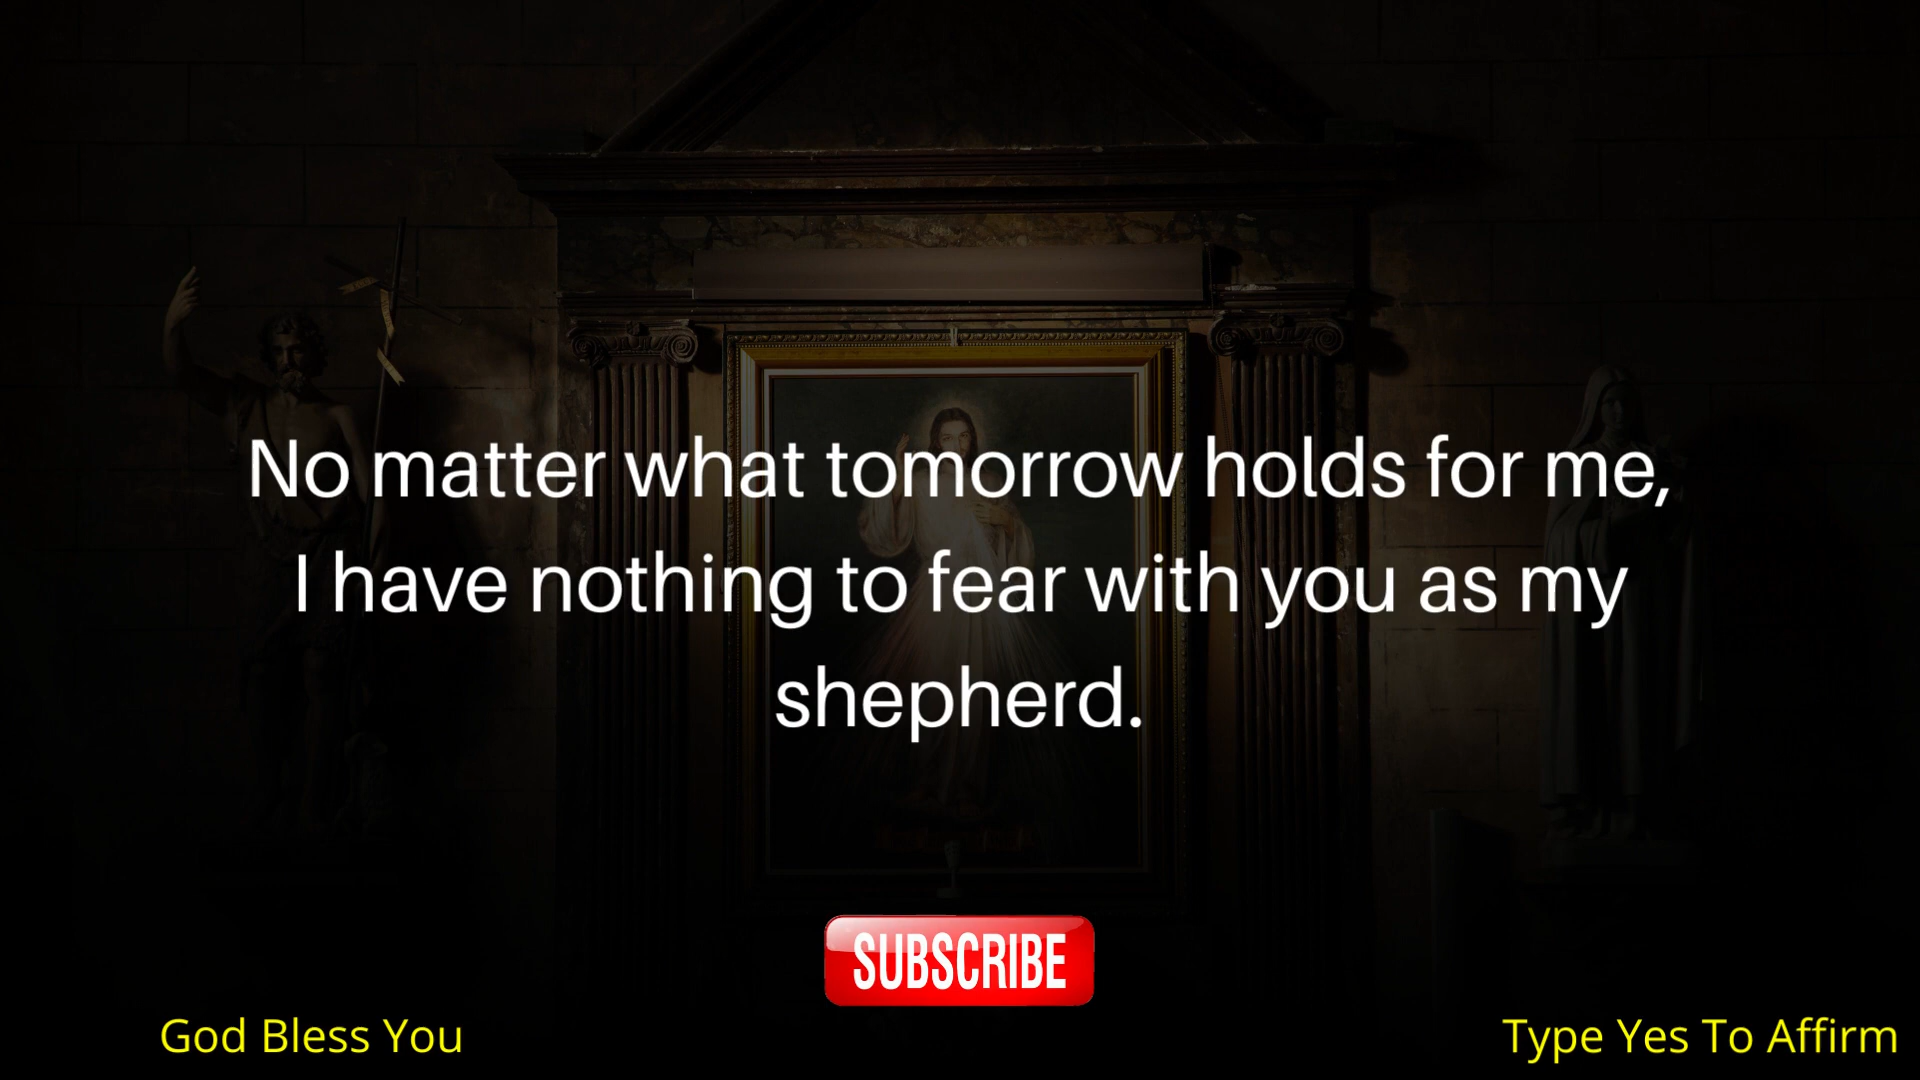 No matter what tomorrow holds for me,
I have nothing to fear with you as my
shepherd.
SUBSCRIBE
God Bless You
Type Yes To Affirm